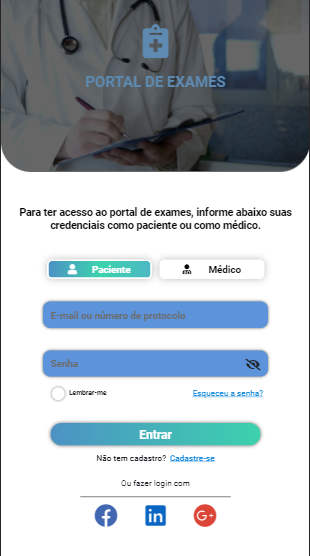 PORTAL DE EXAMES
Para ter acesso ao portal de exames, informe abaixo suas
credenciais como paciente ou como médico.
Paciente
Médico
E-mail ou número de protocolo
Senha
Lembrar-me
Esqueceu a senha?
Entrar
Não tem cadastro? Cadastre-se
Ou fazer login com
f
in
G+